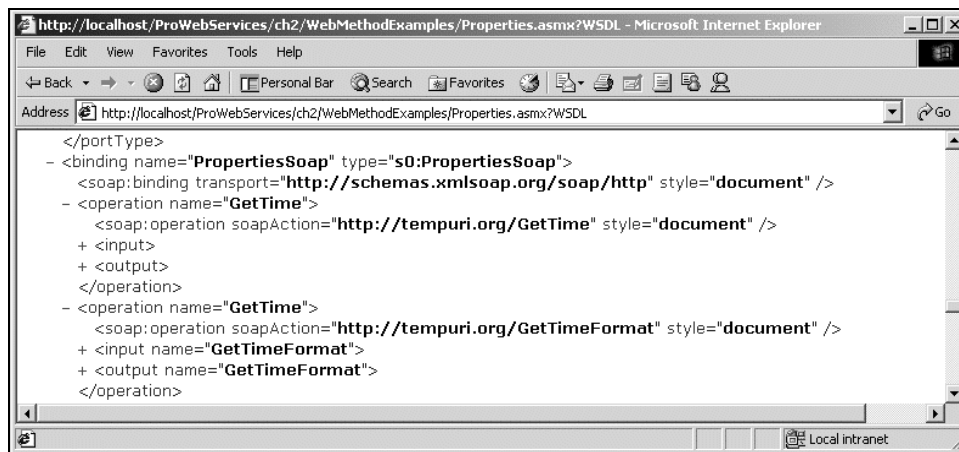 http://localhost/ProWebServices/ch2/WebMethodExamples/Properties.asmx?WSDL - Microsoft Internet Explorer
File Edit View Favorites Tools Help
Back Personal Bar Search Favorites
Address http://localhost/ProWebServices/ch2/WebMethodExamples/Properties.asmx?WSDL Go
</portType>
- <binding name="PropertiesSoap" type="s0:PropertiesSoap">
<soap:binding transport="http://schemas.xmlsoap.org/soap/http" style="document" />
- <operation name="GetTime">
<soap:operation soapAction="http://tempuri.org/GetTime" style="document" />
+ <input>
+ <output>
</operation>
- <operation name="GetTime">
<soap:operation soapAction="http://tempuri.org/GetTimeFormat" style="document" />
+ <input name="GetTimeFormat">
+ <output name="GetTimeFormat">
</operation>
Local intranet